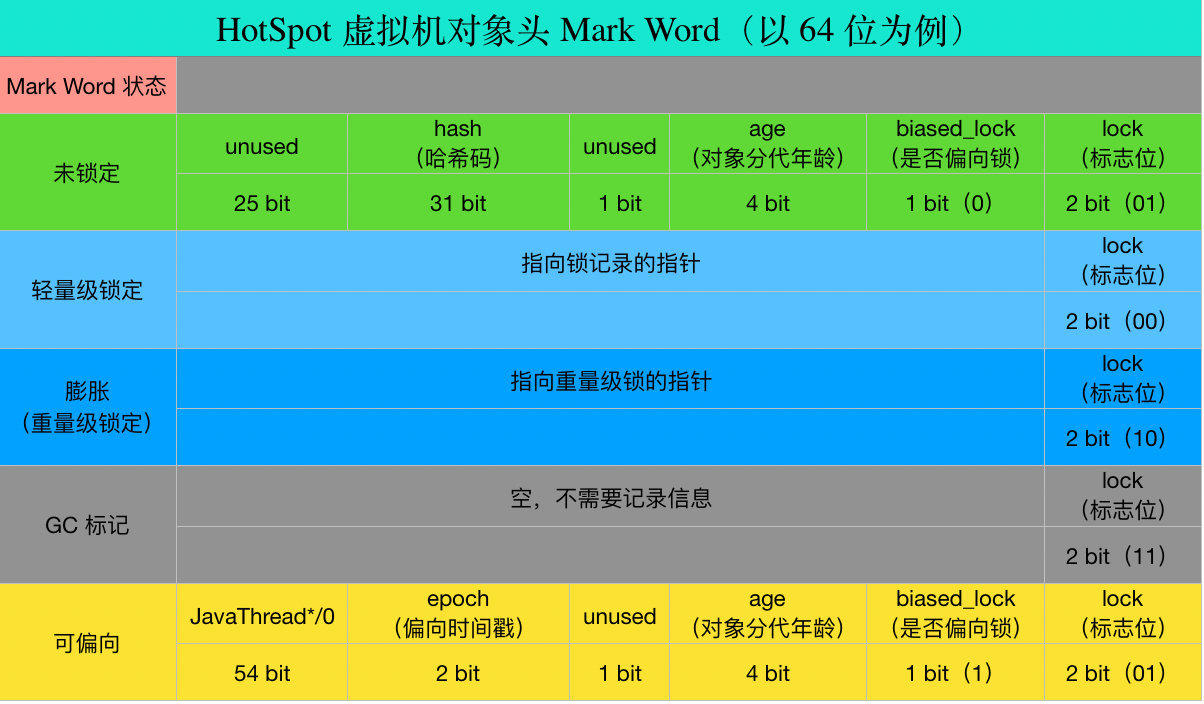 HotSpot 虚拟机对象头 Mark Word（以 64 位为例）
Mark Word 状态
未锁定
unused
hash
（哈希码）
unused
age
（对象分代年龄）
biased_lock
（是否偏向锁）
lock
（标志位）
25 bit
31 bit
1 bit
4 bit
1 bit（0）
2 bit（01）
轻量级锁定
指向锁记录的指针
lock
（标志位）
2 bit（00）
膨胀
（重量级锁定）
指向重量级锁的指针
lock
（标志位）
2 bit（10）
GC 标记
空，不需要记录信息
lock
（标志位）
2 bit（11）
可偏向
JavaThread*/0
epoch
（偏向时间戳）
unused
age
（对象分代年龄）
biased_lock
（是否偏向锁）
lock
（标志位）
54 bit
2 bit
1 bit
4 bit
1 bit（1）
2 bit（01）